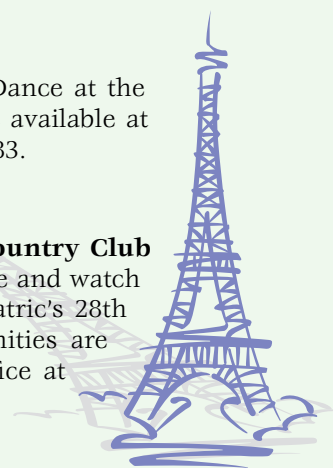 Dance at the
available at
33.
ountry Club
e and watch
atric's 28th
nities are
ice at